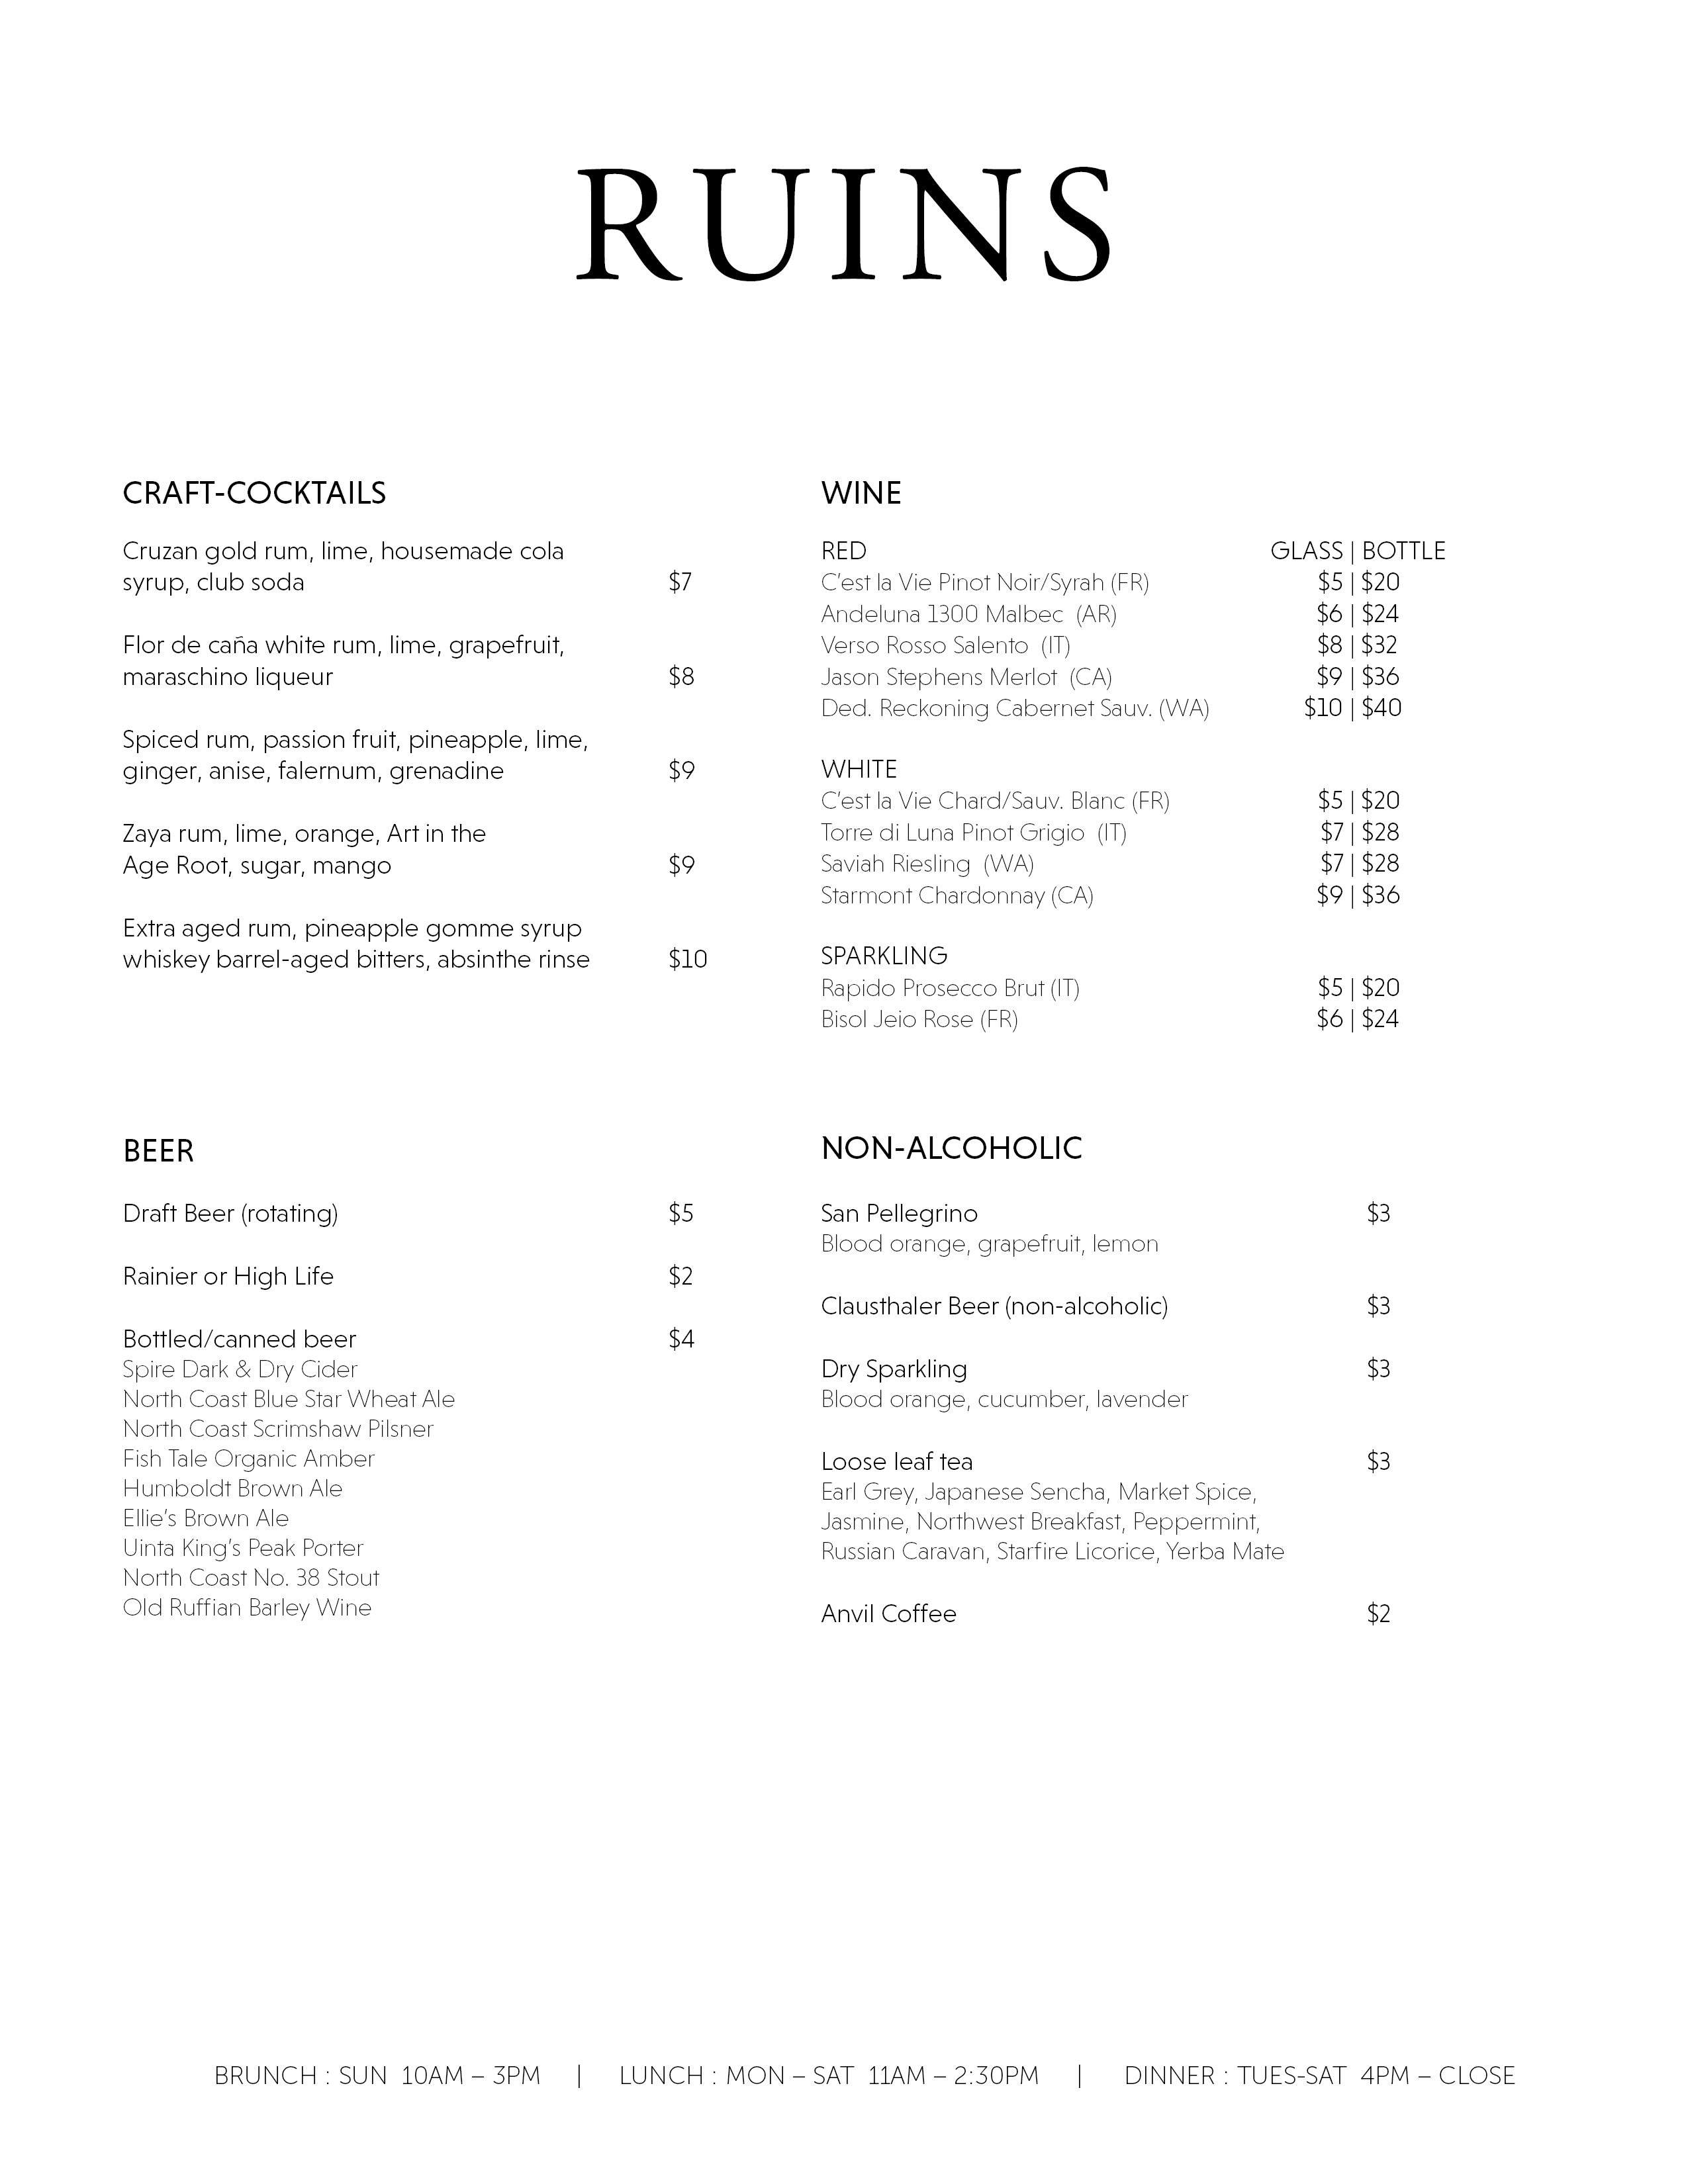 RUINS
CRAFT-COCKTAILS
Cruzan gold rum, lime, housemade cola
syrup, club soda $7
Flor de caña white rum, lime, grapefruit,
maraschino liqueur $8
Spiced rum, passion fruit, pineapple, lime,
ginger, anise, falernum, grenadine $9
Zaya rum, lime, orange, Art in the
Age Root, sugar, mango $9
Extra aged rum, pineapple gomme syrup
whiskey barrel-aged bitters, absinthe rinse $10
WINE
RED GLASS | BOTTLE
C'est la Vie Pinot Noir/Syrah (FR) $5 | $20
Andeluna 1300 Malbec (AR) $6 | $24
Verso Rosso Salento (IT) $8 | $32
Jason Stephens Merlot (CA) $9 | $36
Ded. Reckoning Cabernet Sauv. (WA) $10 | $40
WHITE
C'est la Vie Chard/Sauv. Blanc (FR) $5 | $20
Torre di Luna Pinot Grigio (IT) $7 | $28
Saviah Riesling (WA) $7 | $28
Starmont Chardonnay (CA) $9 | $36
SPARKLING
Rapido Prosecco Brut (IT) $5 | $20
Bisol Jeio Rose (FR) $6 | $24
BEER
Draft Beer (rotating) $5
Rainier or High Life $2
Bottled/canned beer $4
Spire Dark & Dry Cider
North Coast Blue Star Wheat Ale
North Coast Scrimshaw Pilsner
Fish Tale Organic Amber
Humboldt Brown Ale
Ellie's Brown Ale
Uinta King's Peak Porter
North Coast No. 38 Stout
Old Ruffian Barley Wine
NON-ALCOHOLIC
San Pellegrino $3
Blood orange, grapefruit, lemon
Clausthaler Beer (non-alcoholic) $3
Dry Sparkling $3
Blood orange, cucumber, lavender
Loose leaf tea $3
Earl Grey, Japanese Sencha, Market Spice,
Jasmine, Northwest Breakfast, Peppermint,
Russian Caravan, Starfire Licorice, Yerba Mate
Anvil Coffee $2
BRUNCH : SUN 10AM – 3PM | LUNCH : MON – SAT 11AM – 2:30PM | DINNER : TUES-SAT 4PM – CLOSE